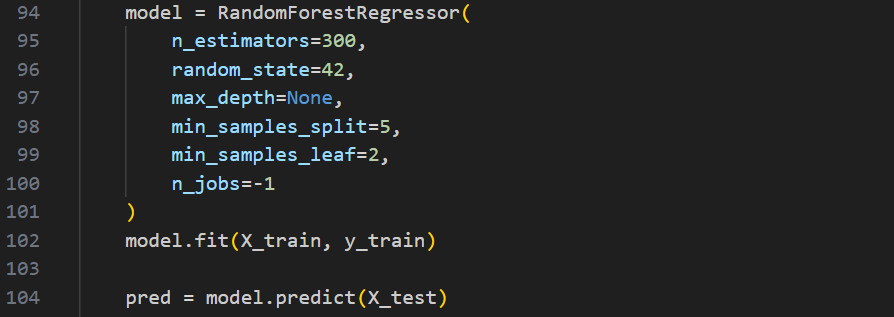 94 model = RandomForestRegressor(
95 n_estimators=300,
96 random_state=42,
97 max_depth=None,
98 min_samples_split=5,
99 min_samples_leaf=2,
100 n_jobs=-1
101 )
102 model.fit(X_train, y_train)
103
104 pred = model.predict(X_test)